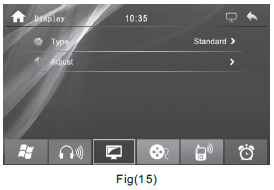 Display 10:35
Type Standard
Adjust
Fig(15)